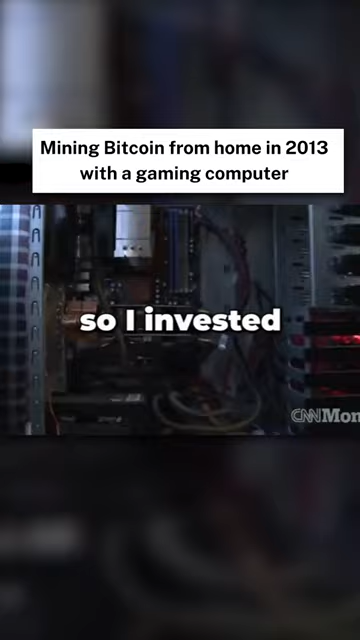 Mining Bitcoin from home in 2013
with a gaming computer
so I invested
CNNMon